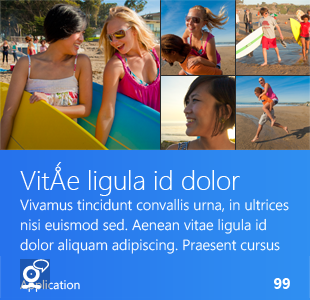 VitǺe ligula id dolor
Vivamus tincidunt convallis urna, in ultrices
nisi euismod sed. Aenean vitae ligula id
dolor aliquam adipiscing. Praesent cursus
Application
99